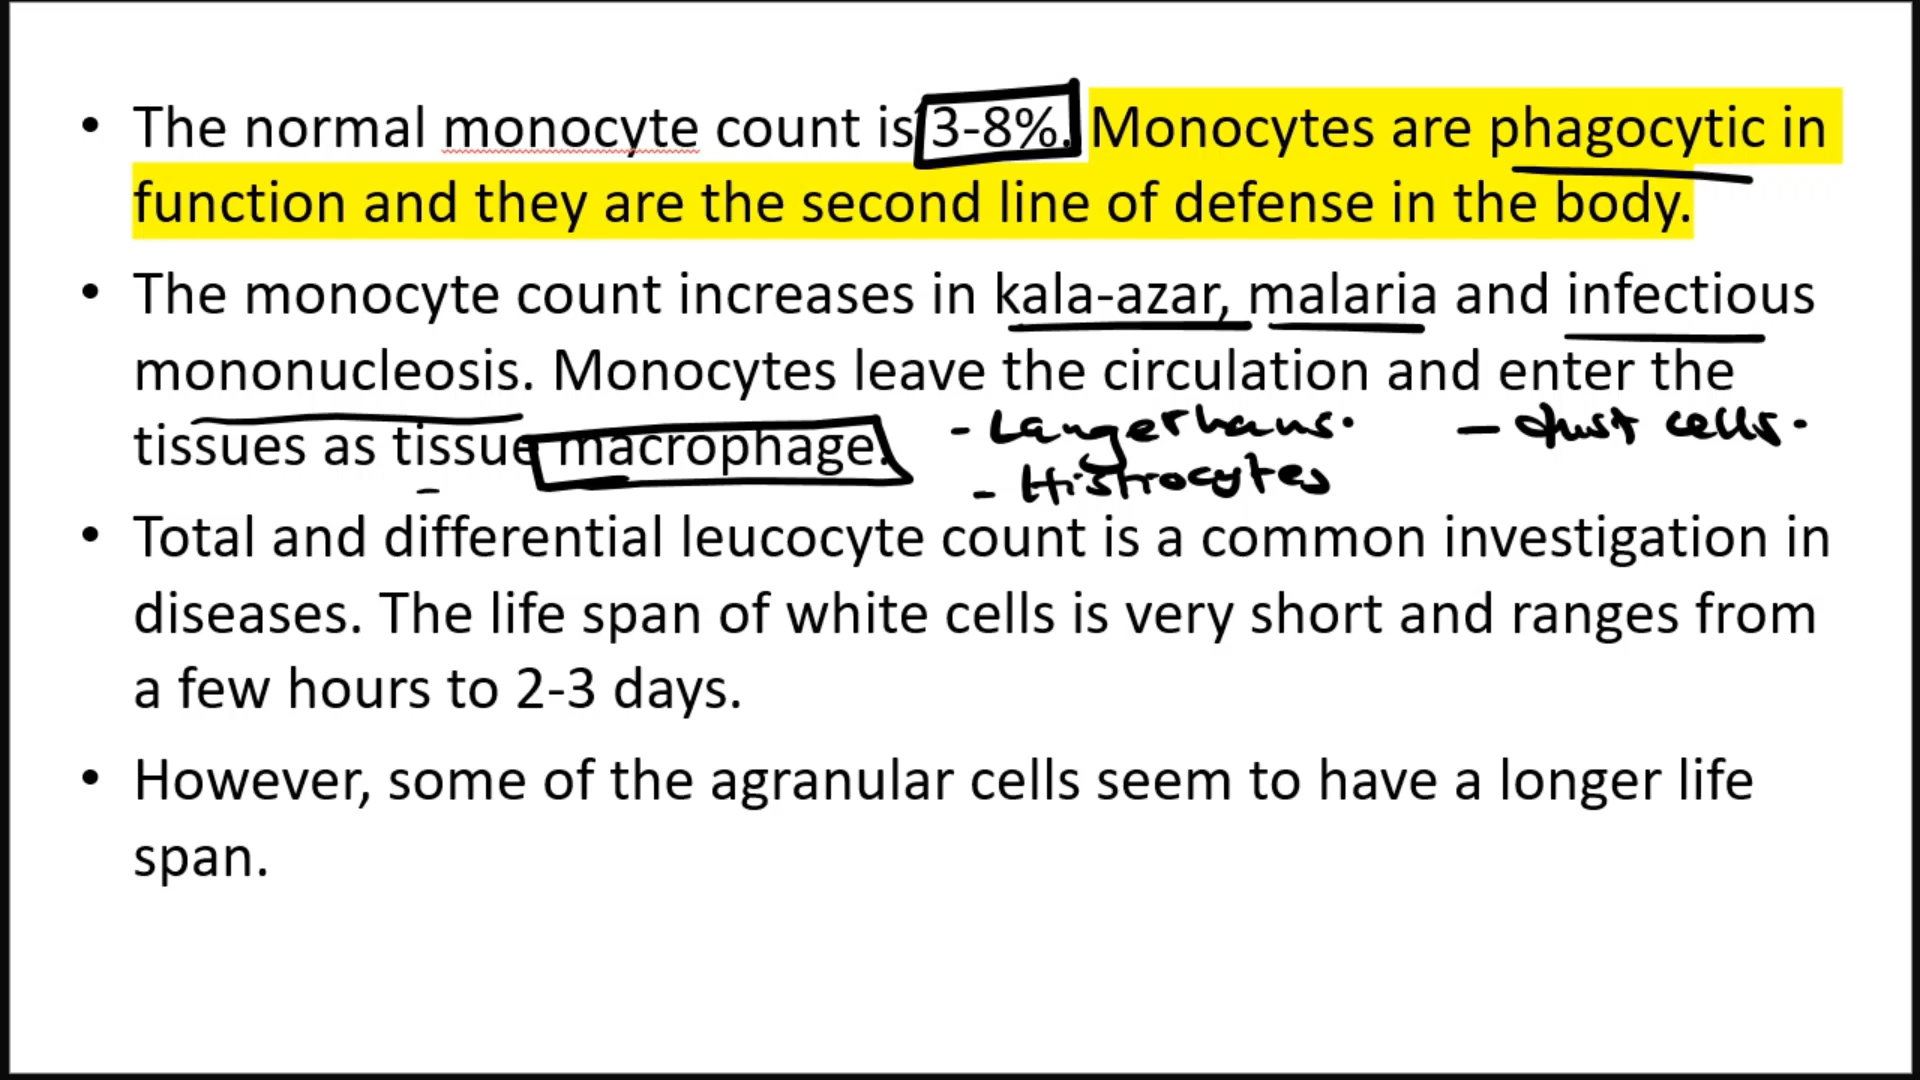 • The normal monocyte count is 3-8%. Monocytes are phagocytic in
function and they are the second line of defense in the body.
• The monocyte count increases in kala-azar, malaria and infectious
mononucleosis. Monocytes leave the circulation and enter the
tissues as tissue macrophage. - Langerhans. - dust cells.
- Histiocytes
• Total and differential leucocyte count is a common investigation in
diseases. The life span of white cells is very short and ranges from
a few hours to 2-3 days.
• However, some of the agranular cells seem to have a longer life
span.